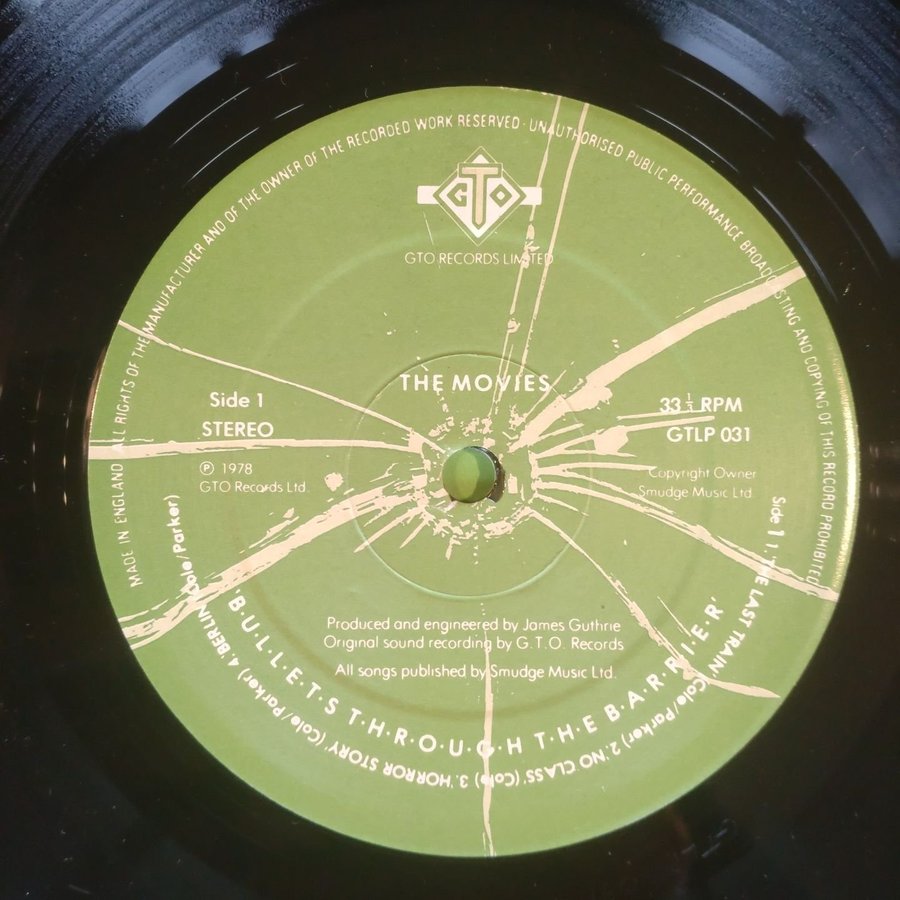 MADE IN ENGLAND · ALL RIGHTS OF THE MANUFACTURER AND OF THE OWNER OF THE RECORDED WORK RESERVED · UNAUTHORISED PUBLIC PERFORMANCE BROADCASTING AND COPYING OF THIS RECORD PROHIBITED
GTO
GTO RECORDS LIMITED
THE MOVIES
Side 1
STEREO
℗ 1978
GTO Records Ltd.
33 1/3 RPM
GTLP 031
Copyright Owner
Smudge Music Ltd.
Produced and engineered by James Guthrie
Original sound recording by G.T.O. Records
All songs published by Smudge Music Ltd.
'B·U·L·L·E·T·S T·H·R·O·U·G·H T·H·E B·A·R·R·I·E·R'
Side 1 1. 'THE LAST TRAIN' (Cole/Parker) 2. 'NO CLASS' (Cole) 3. 'HORROR STORY' (Cole/Parker) 4. 'BERLIN' (Cole/Parker)